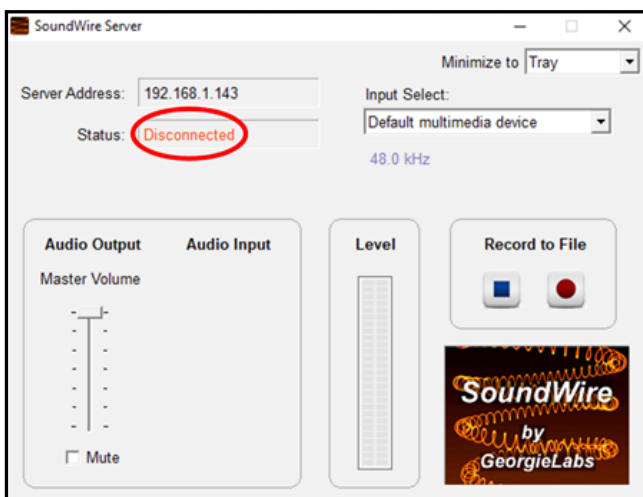 SoundWire Server
Minimize to Tray
Server Address: 192.168.1.143
Input Select:
Default multimedia device
Status: Disconnected
48.0 kHz
Audio Output Audio Input
Level
Record to File
Master Volume
Mute
SoundWire
by
GeorgieLabs